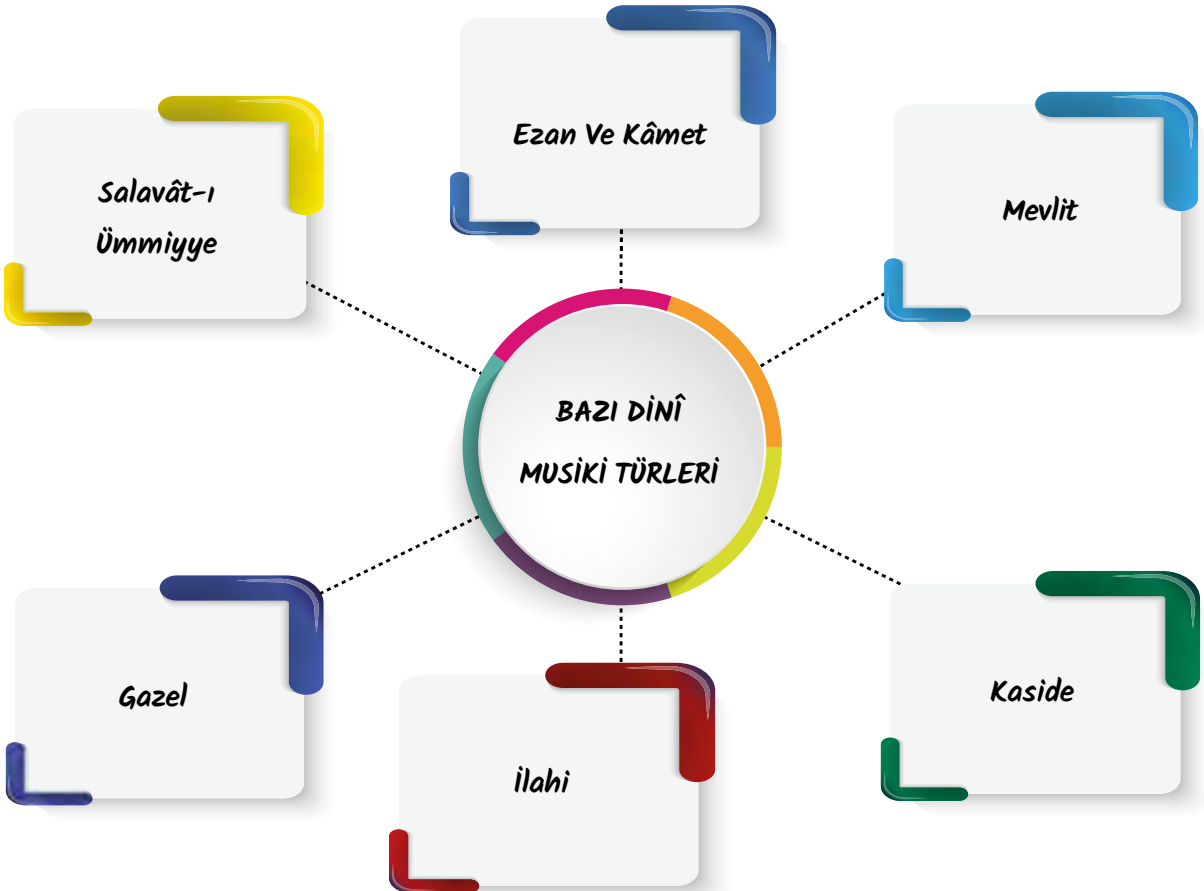 Ezan Ve Kâmet
Salavât-ı
Ümmiyye
Mevlit
BAZI DİNÎ
MUSİKİ TÜRLERİ
Gazel
Kaside
İlahi